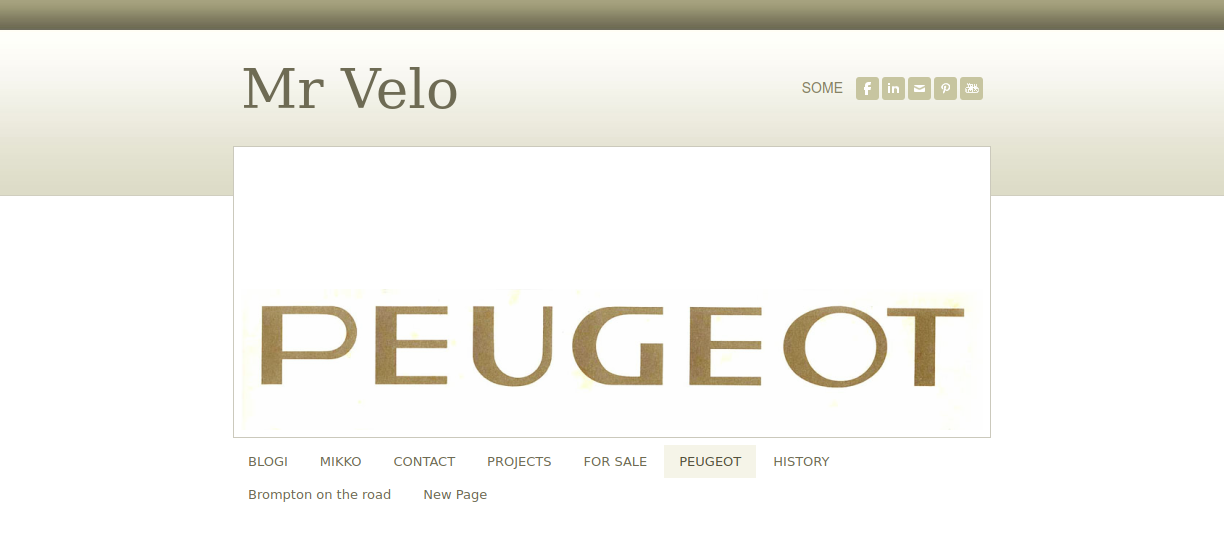 Mr Velo
SOME
PEUGEOT
BLOGI MIKKO CONTACT PROJECTS FOR SALE PEUGEOT HISTORY
Brompton on the road New Page